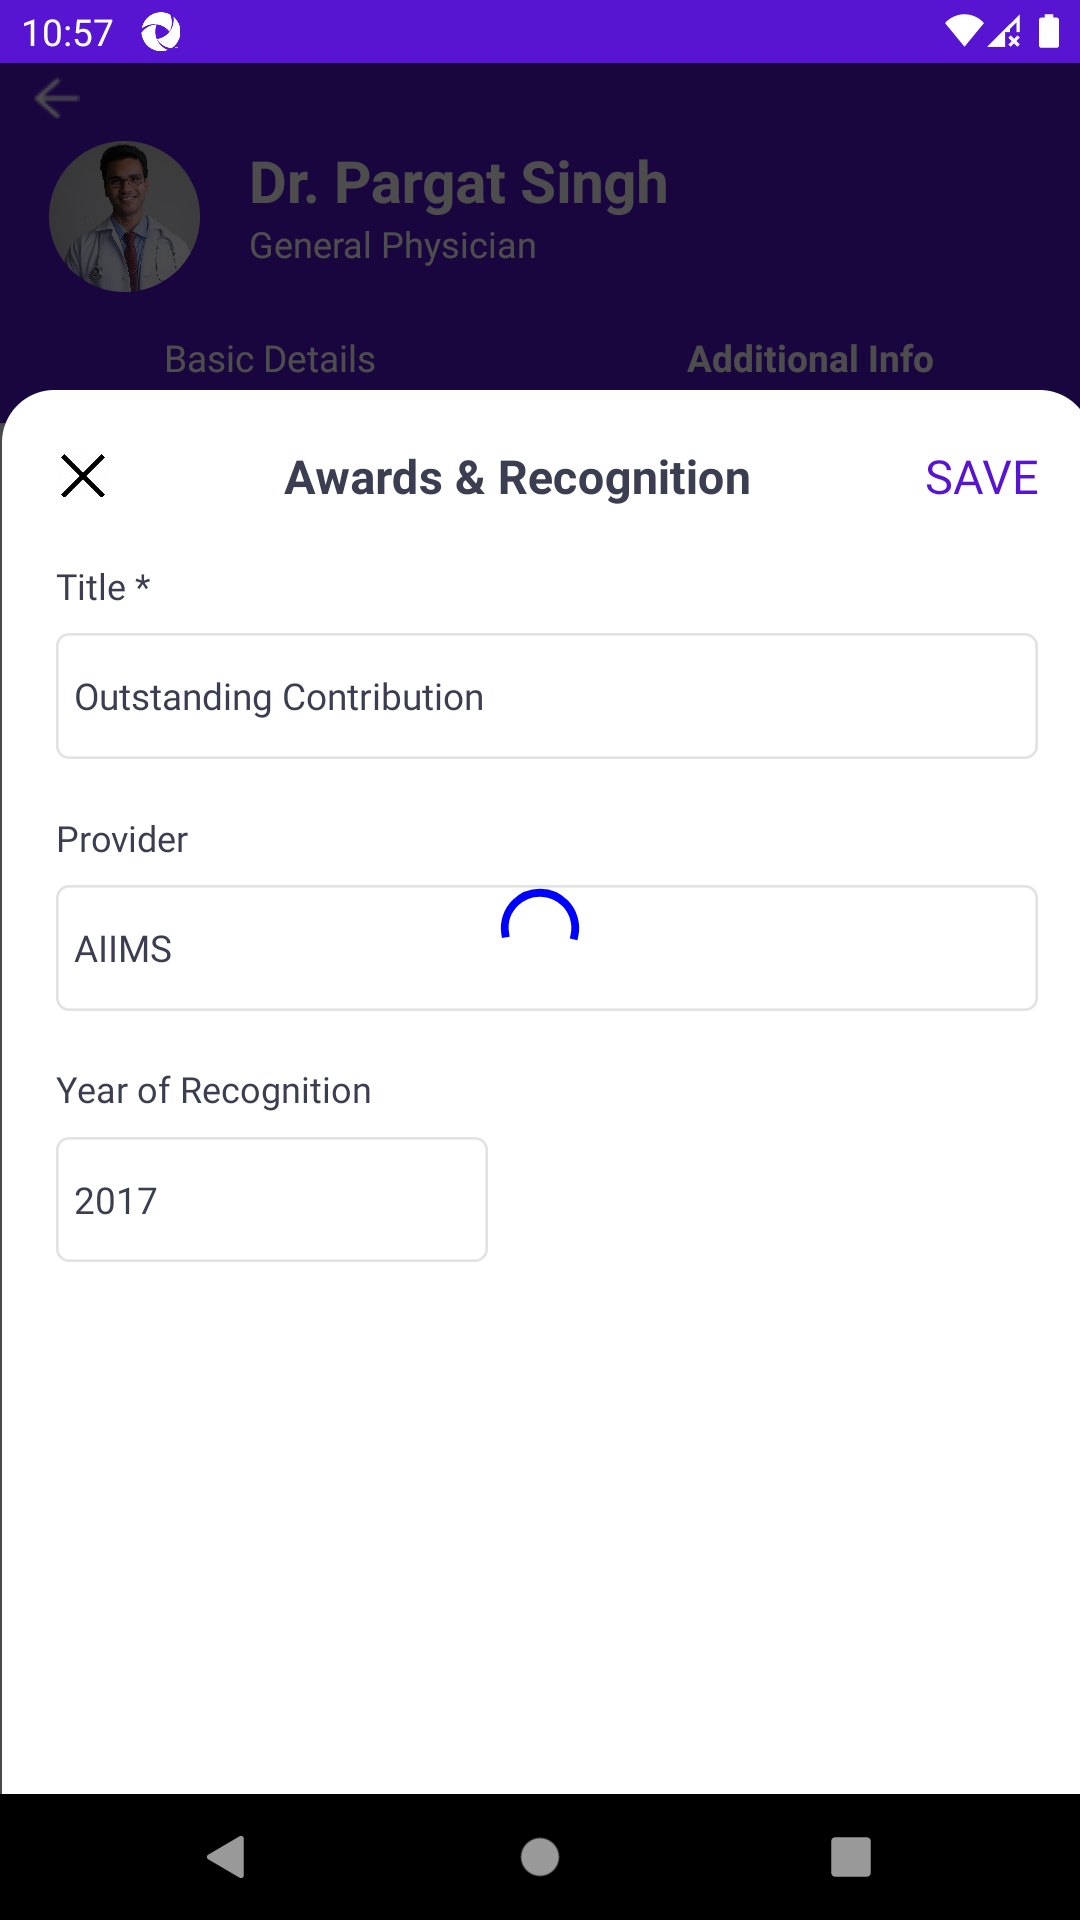 10:57
Dr. Pargat Singh
General Physician
Basic Details Additional Info
Awards & Recognition SAVE
Title *
Outstanding Contribution
Provider
AIIMS
Year of Recognition
2017